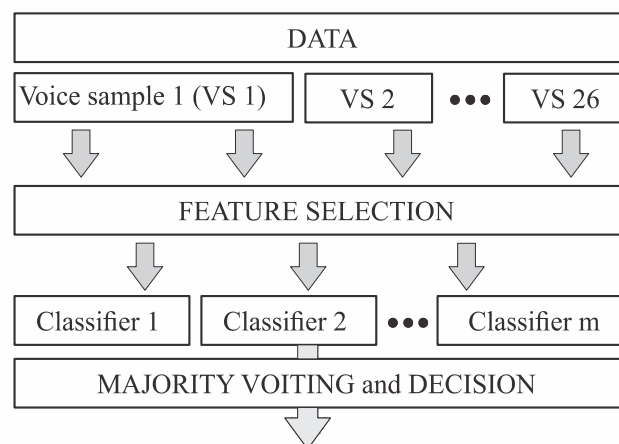 DATA
Voice sample 1 (VS 1) VS 2 ••• VS 26
FEATURE SELECTION
Classifier 1 Classifier 2 ••• Classifier m
MAJORITY VOITING and DECISION